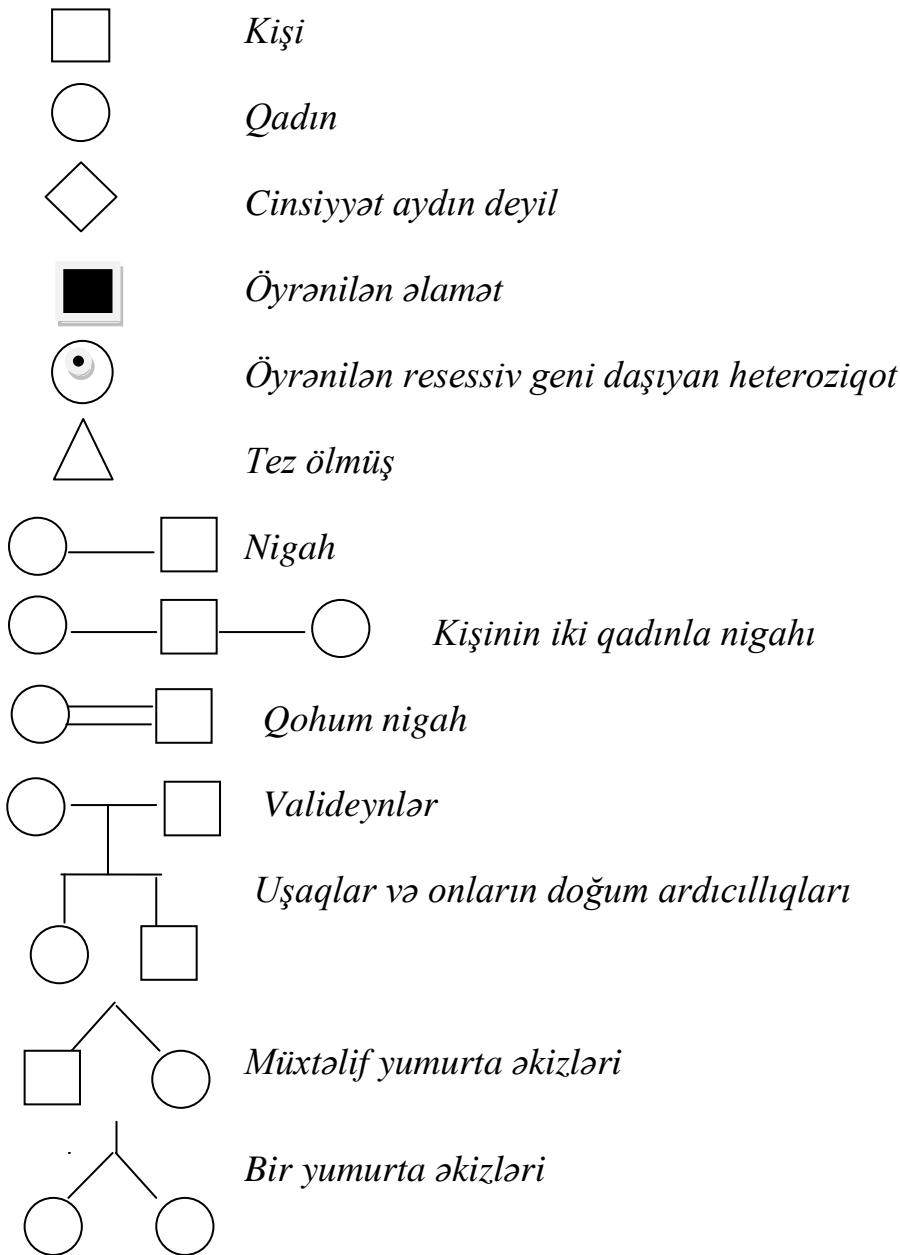 Kişi
Qadın
Cinsiyyət aydın deyil
Öyrənilən əlamət
Öyrənilən resessiv geni daşıyan heteroziqot
Tez ölmüş
Nigah
Kişinin iki qadınla nigahı
Qohum nigah
Valideynlər
Uşaqlar və onların doğum ardıcıllıqları
Müxtəlif yumurta əkizləri
Bir yumurta əkizləri